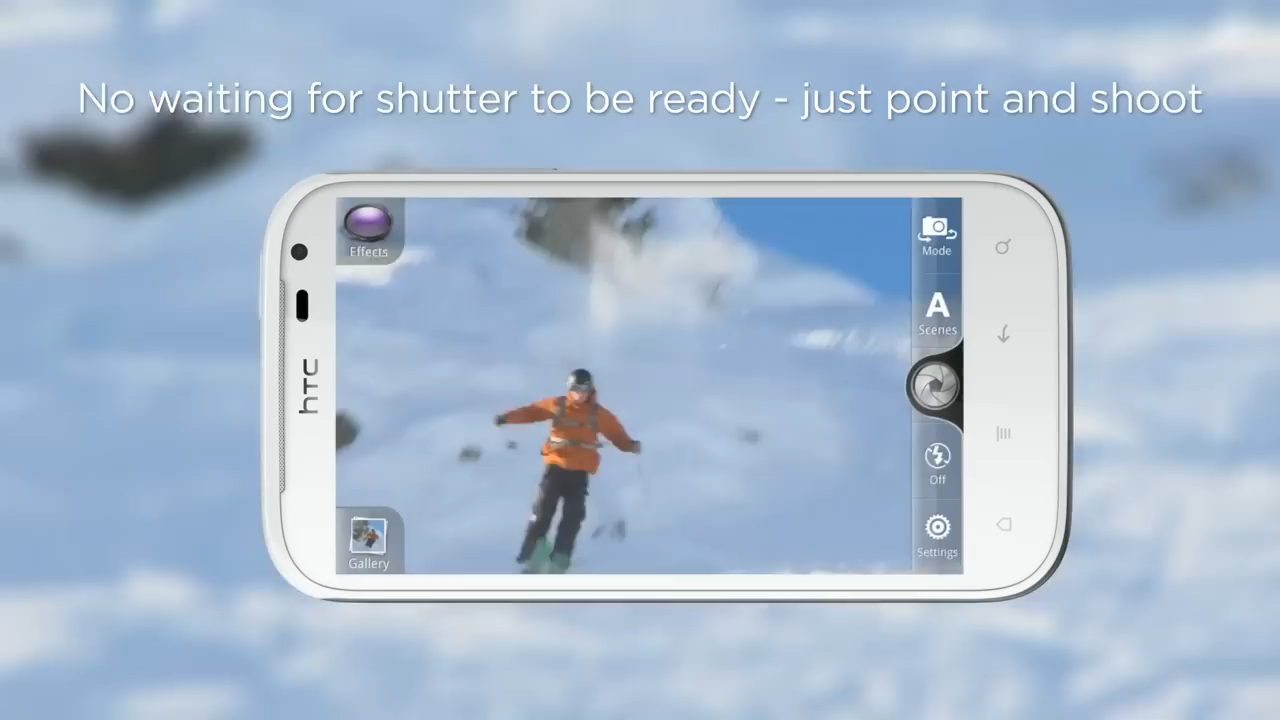 No waiting for shutter to be ready - just point and shoot
Effects
Mode
A
Scenes
hTC
Off
Settings
Gallery